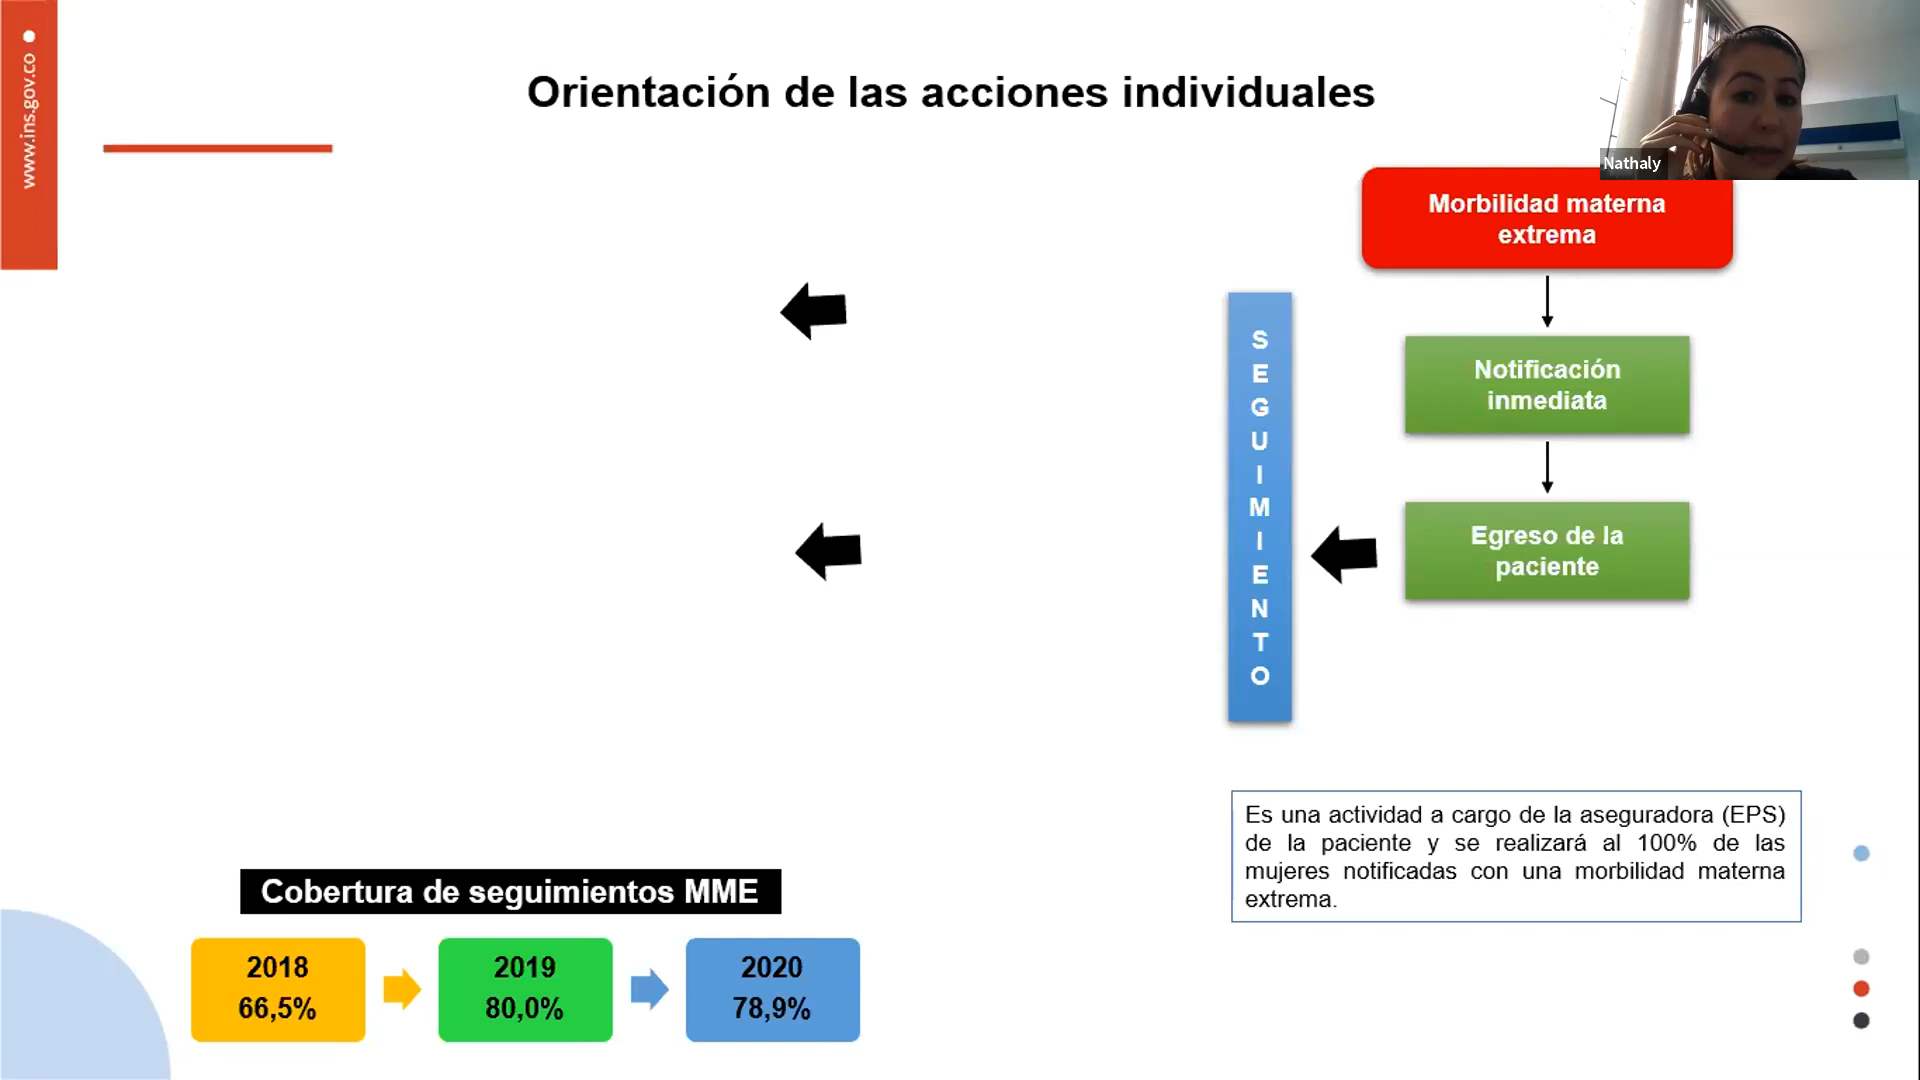 www.ins.gov.co
Orientación de las acciones individuales
Nathaly
Morbilidad materna
extrema
Notificación
inmediata
Egreso de la
paciente
S
E
G
U
I
M
I
E
N
T
O
Es una actividad a cargo de la aseguradora (EPS)
de la paciente y se realizará al 100% de las
mujeres notificadas con una morbilidad materna
extrema.
Cobertura de seguimientos MME
2018
66,5%
2019
80,0%
2020
78,9%